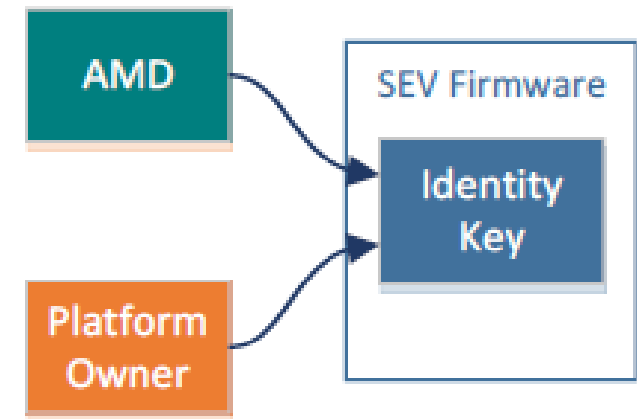 AMD
SEV Firmware
Identity
Key
Platform
Owner